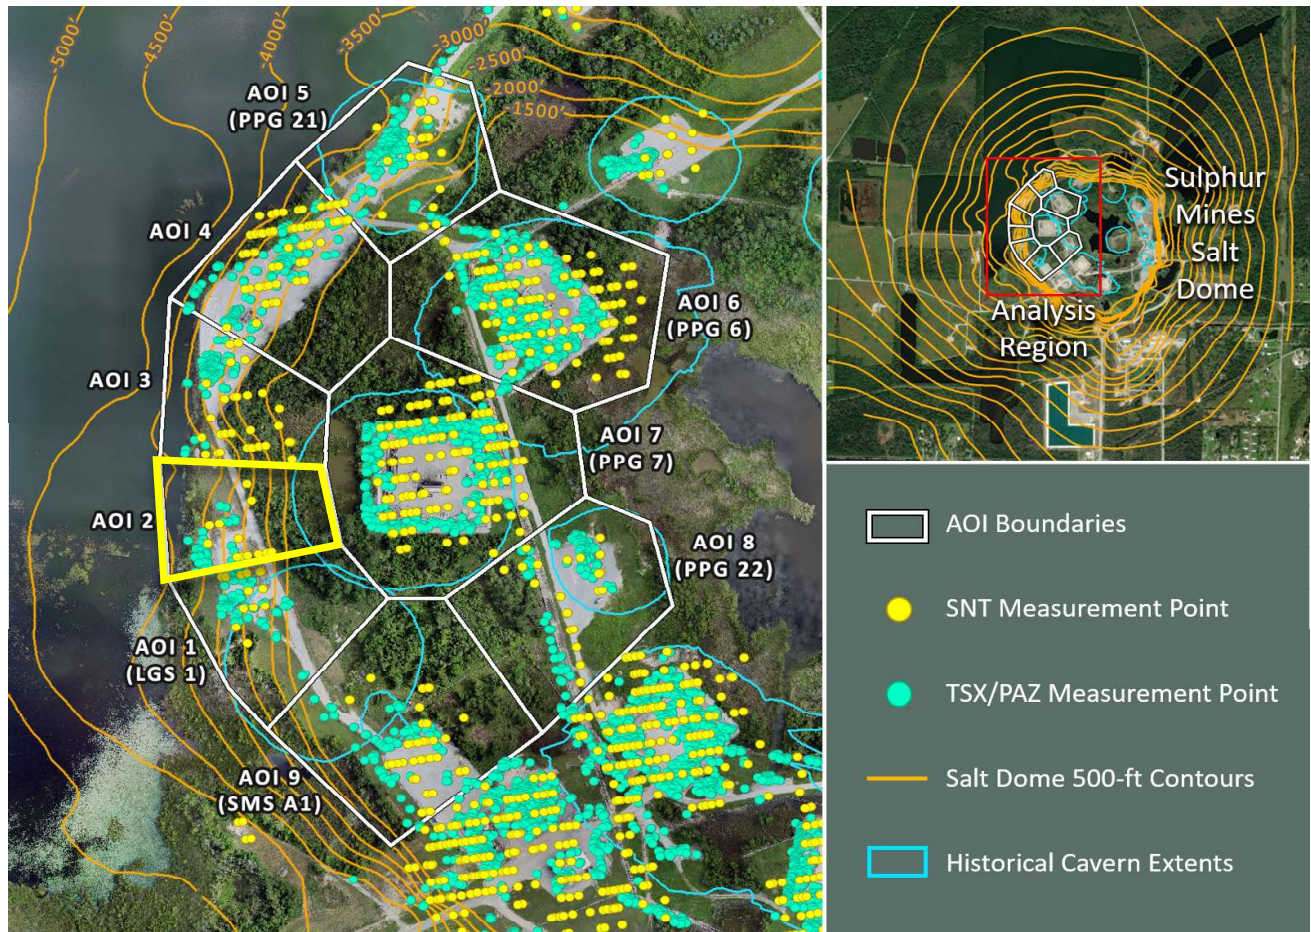 -5000'
-4500'
-4000'
-3500'
-3000'
-2500'
-2000'
-1500'
AOI 5
(PPG 21)
AOI 4
AOI 3
AOI 2
AOI 1
(LGS 1)
AOI 9
(SMS A1)
AOI 6
(PPG 6)
AOI 7
(PPG 7)
AOI 8
(PPG 22)
Sulphur
Mines
Salt
Dome
Analysis
Region
AOI Boundaries
SNT Measurement Point
TSX/PAZ Measurement Point
Salt Dome 500-ft Contours
Historical Cavern Extents